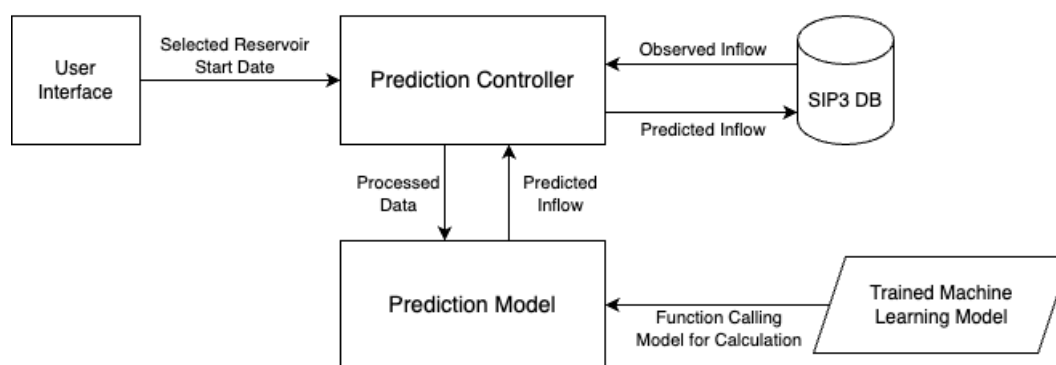 User
Interface
Selected Reservoir
Start Date
Prediction Controller
Observed Inflow
Predicted Inflow
SIP3 DB
Processed
Data
Predicted
Inflow
Prediction Model
Function Calling
Model for Calculation
Trained Machine
Learning Model